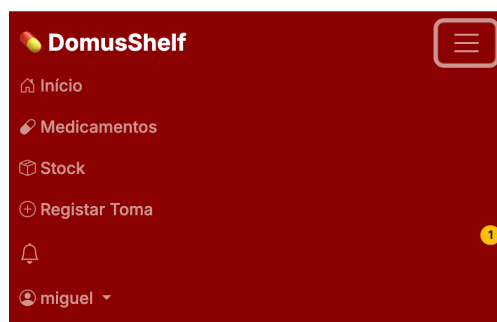 DomusShelf
Início
Medicamentos
Stock
Registar Toma
1
miguel